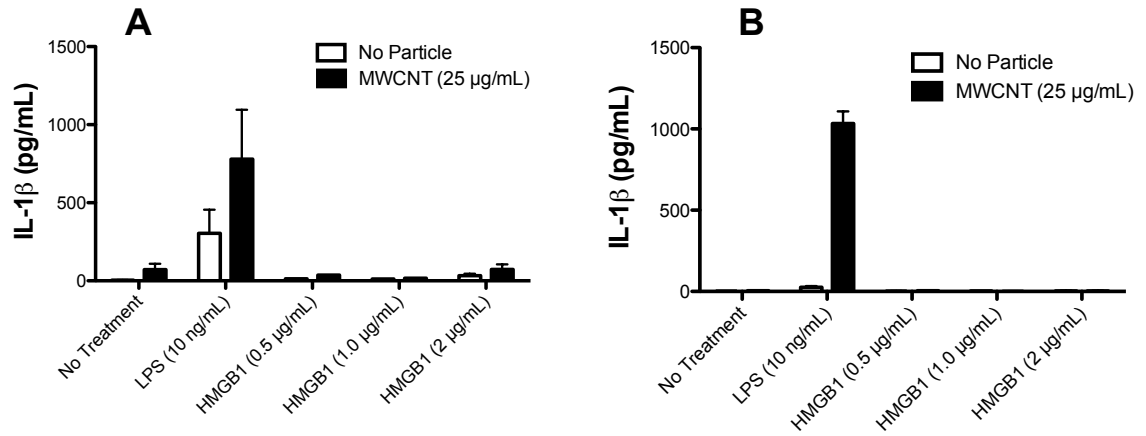 A
IL-1β (pg/mL)
1500
1000
500
0
No Particle
MWCNT (25 µg/mL)
No Treatment
LPS (10 ng/mL)
HMGB1 (0.5 µg/mL)
HMGB1 (1.0 µg/mL)
HMGB1 (2 µg/mL)
B
IL-1β (pg/mL)
1500
1000
500
0
No Particle
MWCNT (25 µg/mL)
No Treatment
LPS (10 ng/mL)
HMGB1 (0.5 µg/mL)
HMGB1 (1.0 µg/mL)
HMGB1 (2 µg/mL)